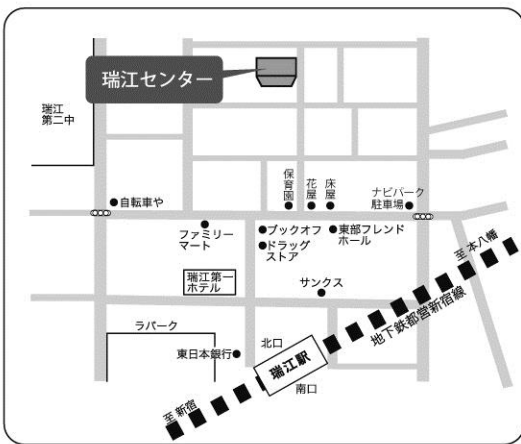 瑞江センター
瑞江
第二中
自転車や
保育園
花屋
床屋
ナビパーク
駐車場
ファミリー
マート
ブックオフ
ドラッグ
ストア
東部フレンド
ホール
至 本八幡
瑞江第一
ホテル
サンクス
地下鉄都営新宿線
ラパーク
北口
東日本銀行
瑞江駅
南口
至 新宿